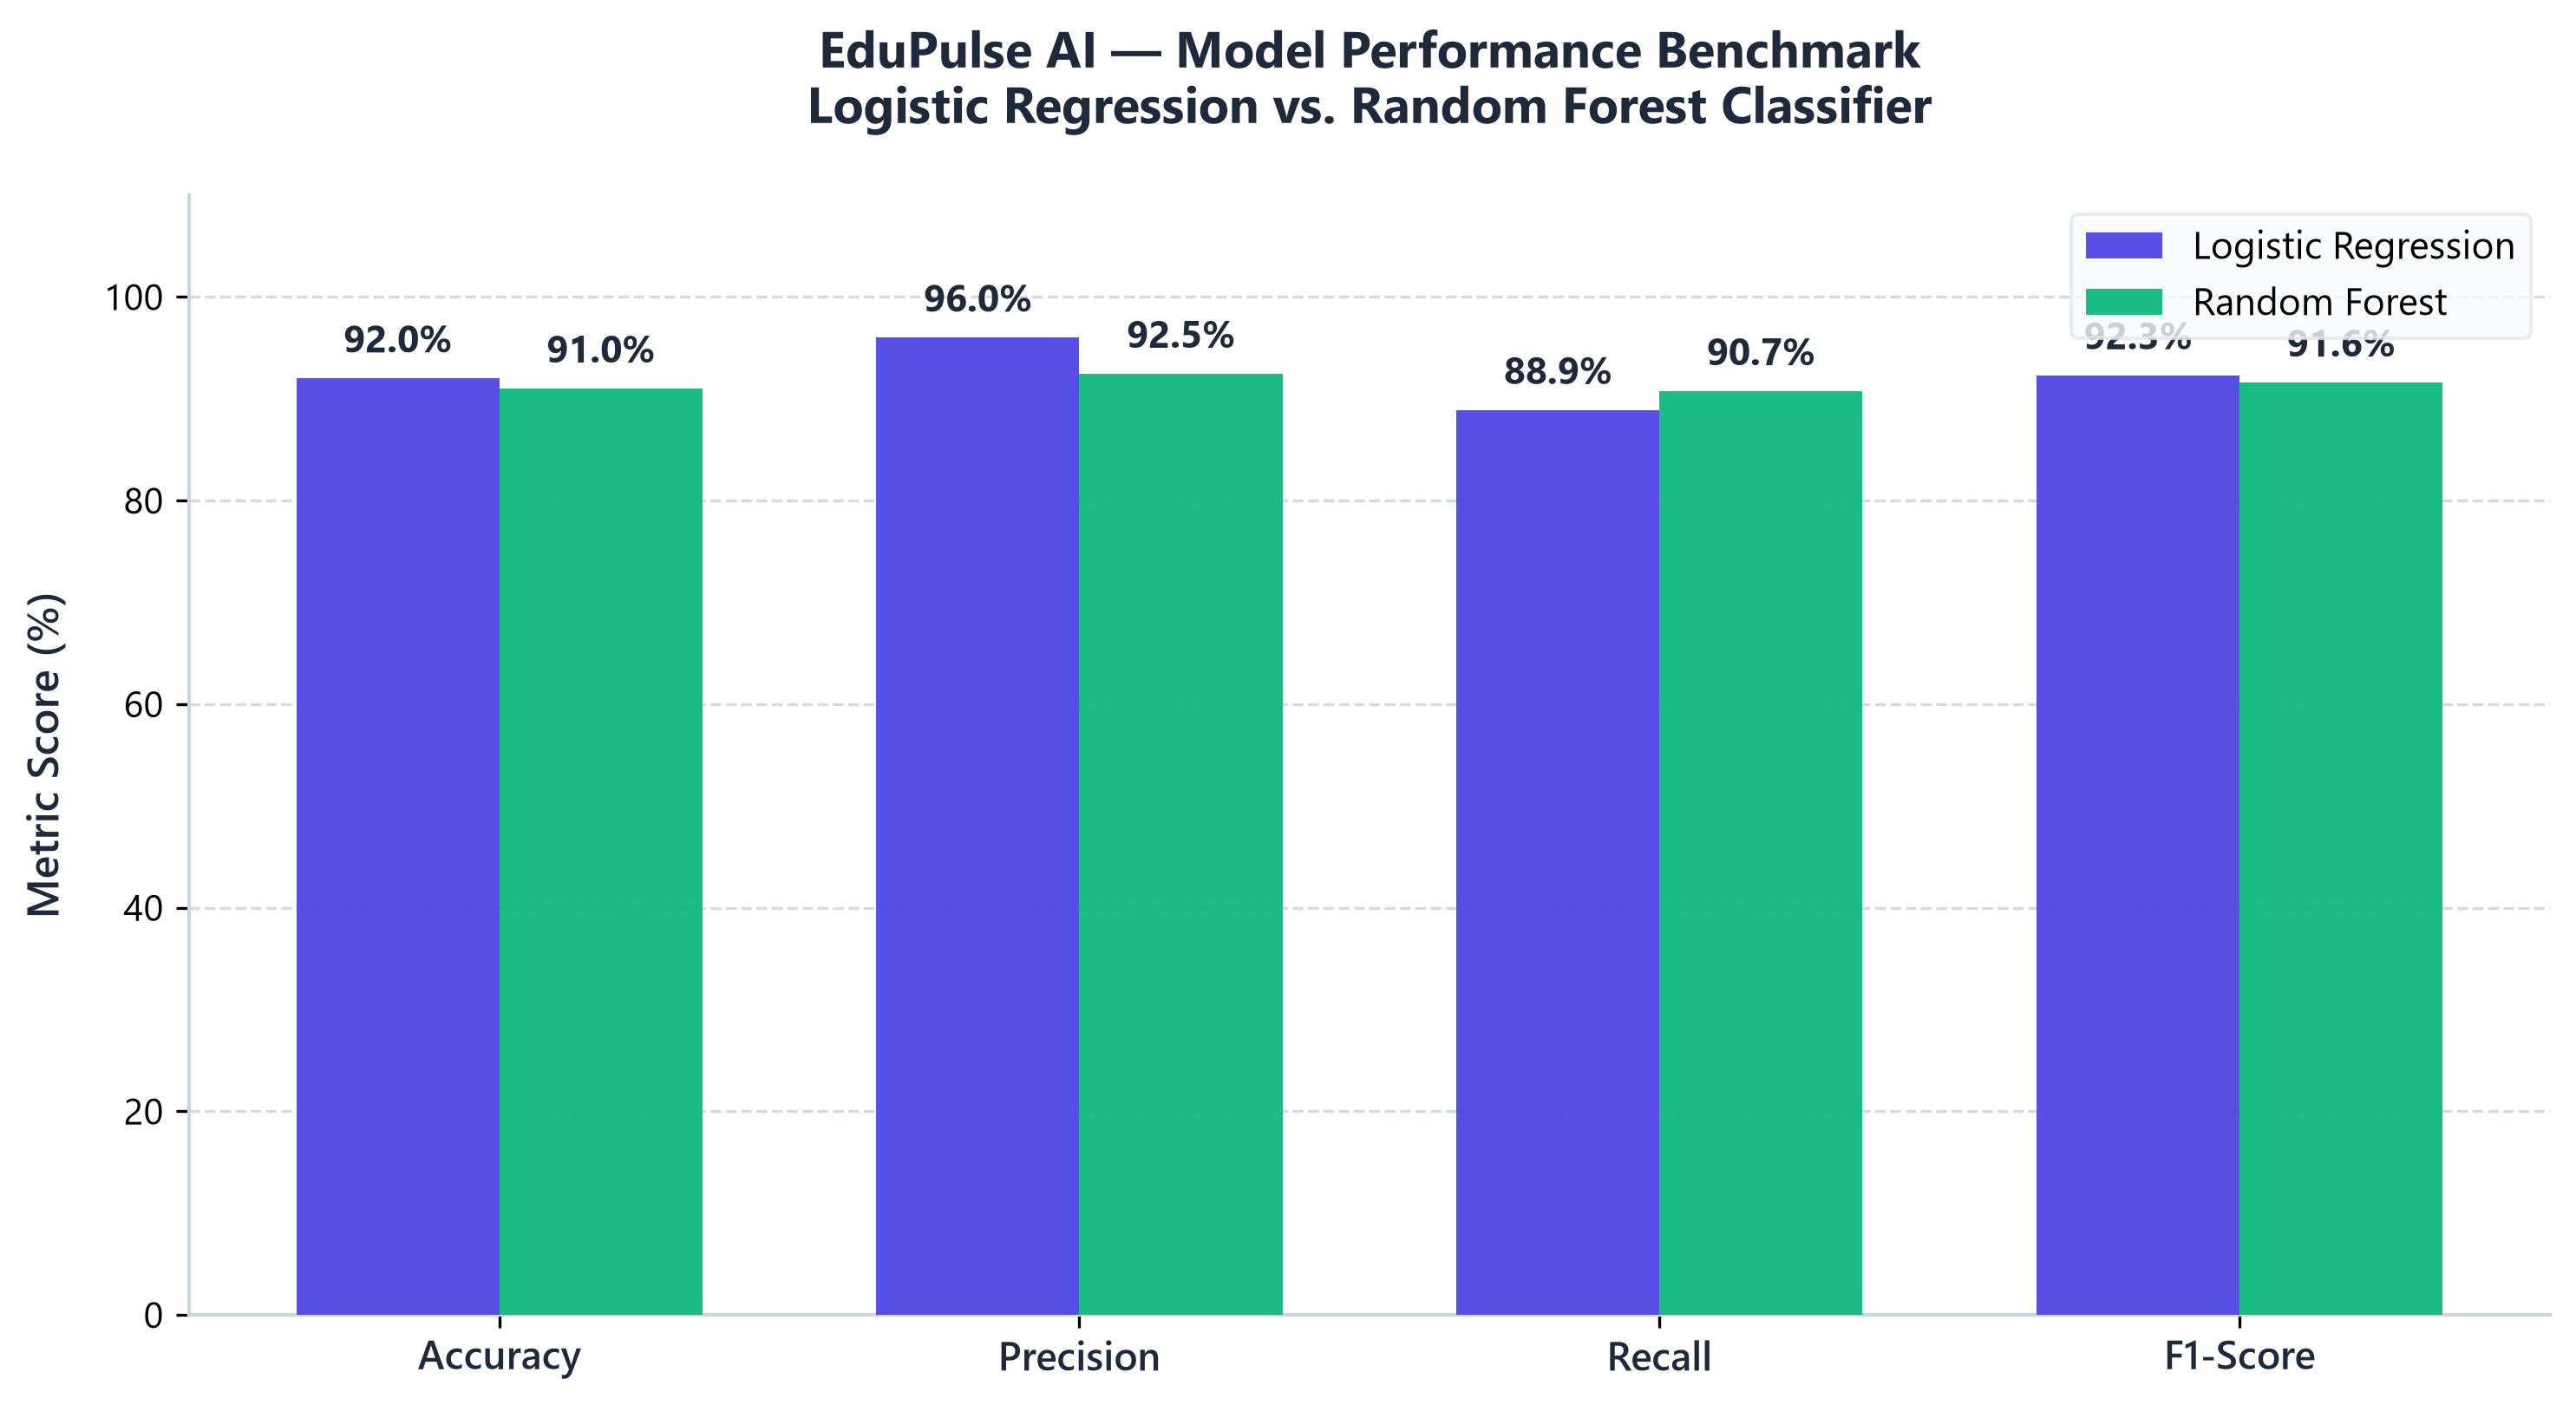 EduPulse AI — Model Performance Benchmark
Logistic Regression vs. Random Forest Classifier
Logistic Regression
Random Forest
Metric Score (%)
100
80
60
40
20
0
92.0%
91.0%
96.0%
92.5%
88.9%
90.7%
92.3%
91.6%
Accuracy
Precision
Recall
F1-Score